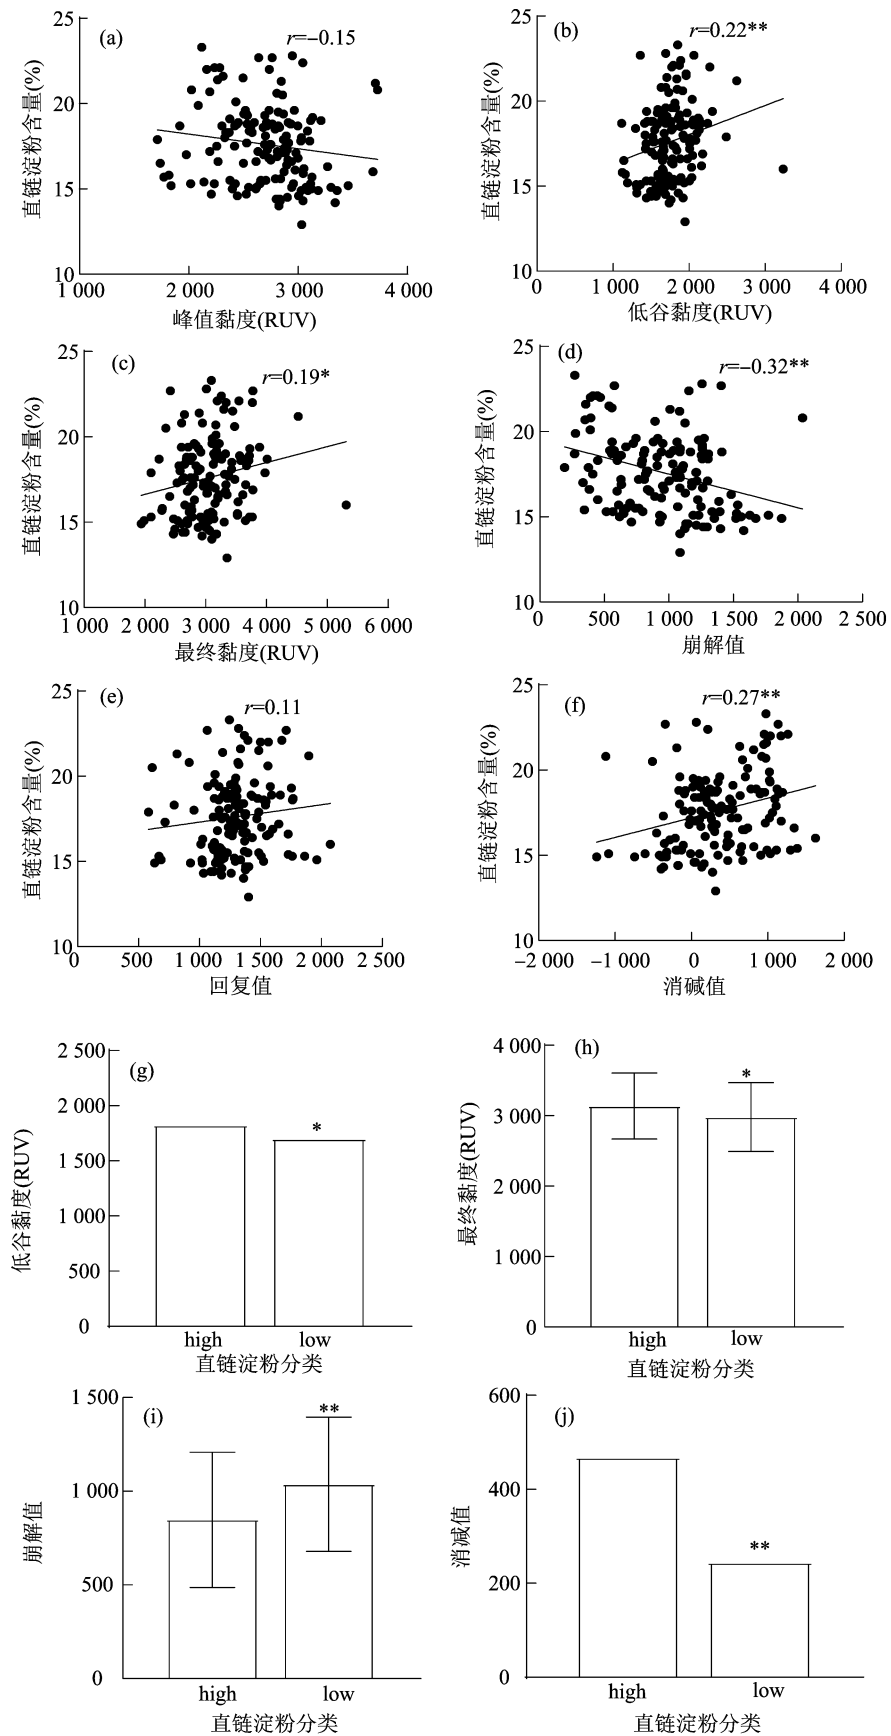 (a)
r=−0.15
直链淀粉含量(%)
25
20
15
10
1 000
2 000
3 000
4 000
峰值黏度(RUV)
(b)
r=0.22**
直链淀粉含量(%)
25
20
15
10
0
1 000
2 000
3 000
4 000
低谷黏度(RUV)
(c)
r=0.19*
直链淀粉含量(%)
25
20
15
10
1 000
2 000
3 000
4 000
5 000
6 000
最终黏度(RUV)
(d)
r=−0.32**
直链淀粉含量(%)
25
20
15
10
0
500
1 000
1 500
2 000
2 500
崩解值
(e)
r=0.11
直链淀粉含量(%)
25
20
15
10
0
500
1 000
1 500
2 000
2 500
回复值
(f)
r=0.27**
直链淀粉含量(%)
25
20
15
10
−2 000
−1 000
0
1 000
2 000
消碱值
(g)
低谷黏度(RUV)
2 500
2 000
1 500
1 000
500
0
*
high
low
直链淀粉分类
(h)
最终黏度(RUV)
4 000
3 000
2 000
1 000
0
*
high
low
直链淀粉分类
(i)
崩解值
1 500
1 000
500
0
**
high
low
直链淀粉分类
(j)
消减值
600
400
200
0
**
high
low
直链淀粉分类